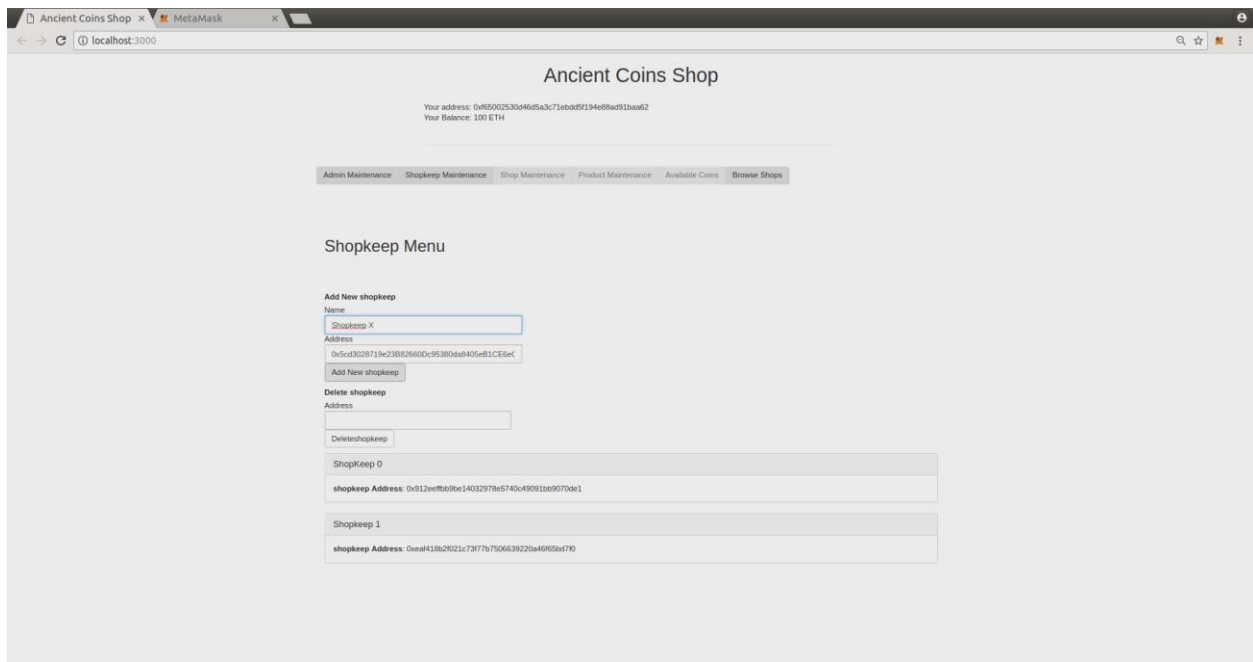 Ancient Coins Shop
MetaMask
localhost:3000
Ancient Coins Shop
Your address: 0xf65002530d46d5a3c71ebdd5f194e88ad91baa62
Your Balance: 100 ETH
Admin Maintenance Shopkeep Maintenance Shop Maintenance Product Maintenance Available Coins Browse Shops
Shopkeep Menu
Add New shopkeep
Name
Shopkeep X
Address
0x5cd3028719e23B82660Dc95380da8405eB1CE6eC
Add New shopkeep
Delete shopkeep
Address
Deleteshopkeep
ShopKeep 0
shopkeep Address: 0x912eeffbb9be14032978e5740c49091bb9070de1
Shopkeep 1
shopkeep Address: 0xeaf418b2f021c73f77b7506639220a46f65bd7f0